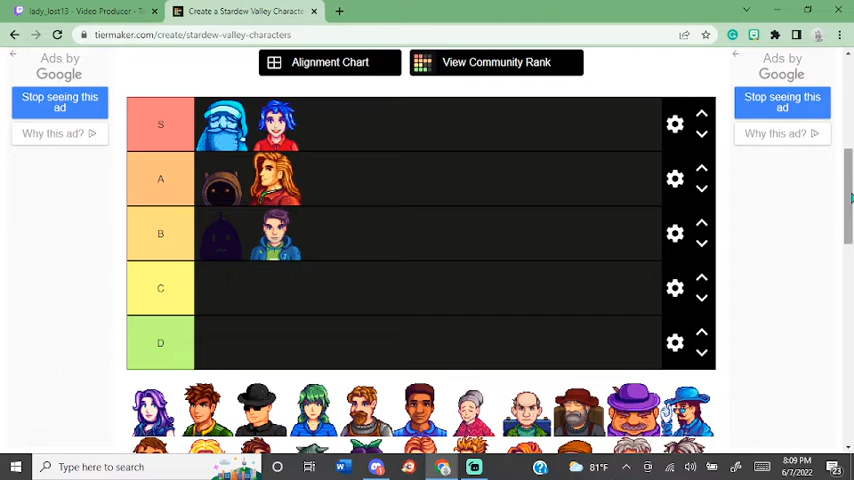 lady_lost13 - Video Producer - T
Create a Stardew Valley Characte
tiermaker.com/create/stardew-valley-characters
Alignment Chart
View Community Rank
Ads by
Google
Stop seeing this
ad
Why this ad?
Ads by
Google
Stop seeing this
ad
Why this ad?
S
A
B
C
D
Type here to search
81°F
8:09 PM
6/7/2022
23